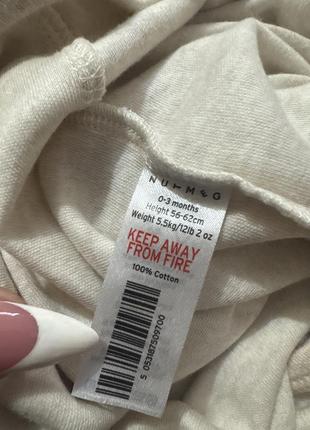 NUTMEG
0-3 months
Height 56-62cm
Weight 5.5kg/12lb 2 oz
KEEP AWAY
FROM FIRE
100% Cotton
5 053187509700